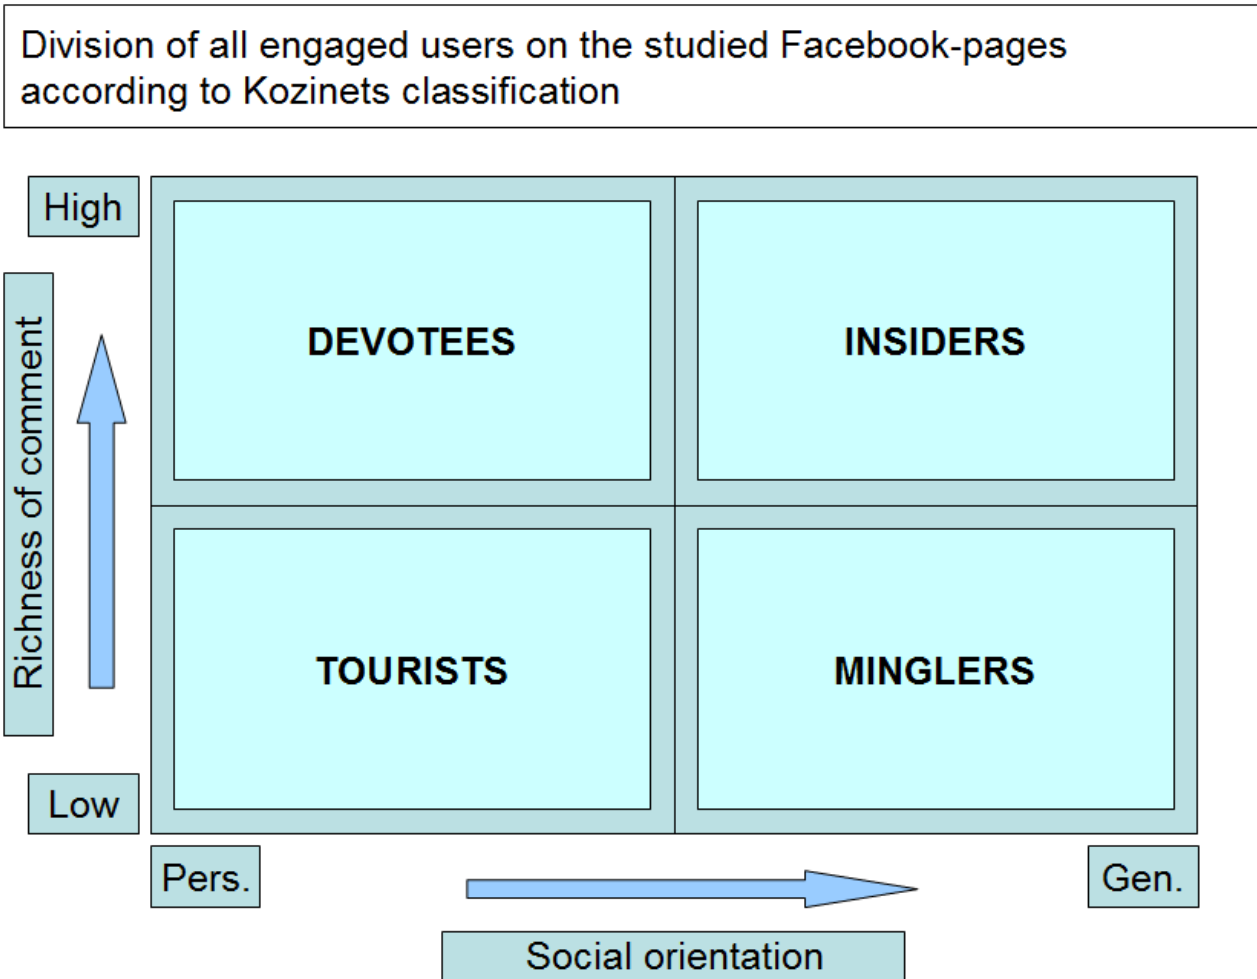 Division of all engaged users on the studied Facebook-pages
according to Kozinets classification
High
Richness of comment
DEVOTEES
INSIDERS
TOURISTS
MINGLERS
Low
Pers.
Gen.
Social orientation